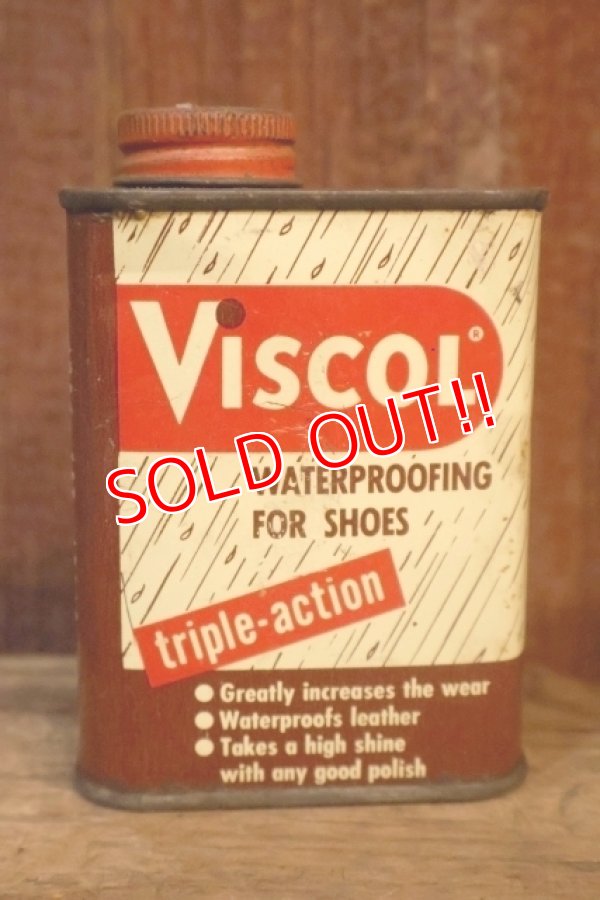 VISCOL®
SOLD OUT!!
WATERPROOFING
FOR SHOES
triple-action
● Greatly increases the wear
● Waterproofs leather
● Takes a high shine
with any good polish